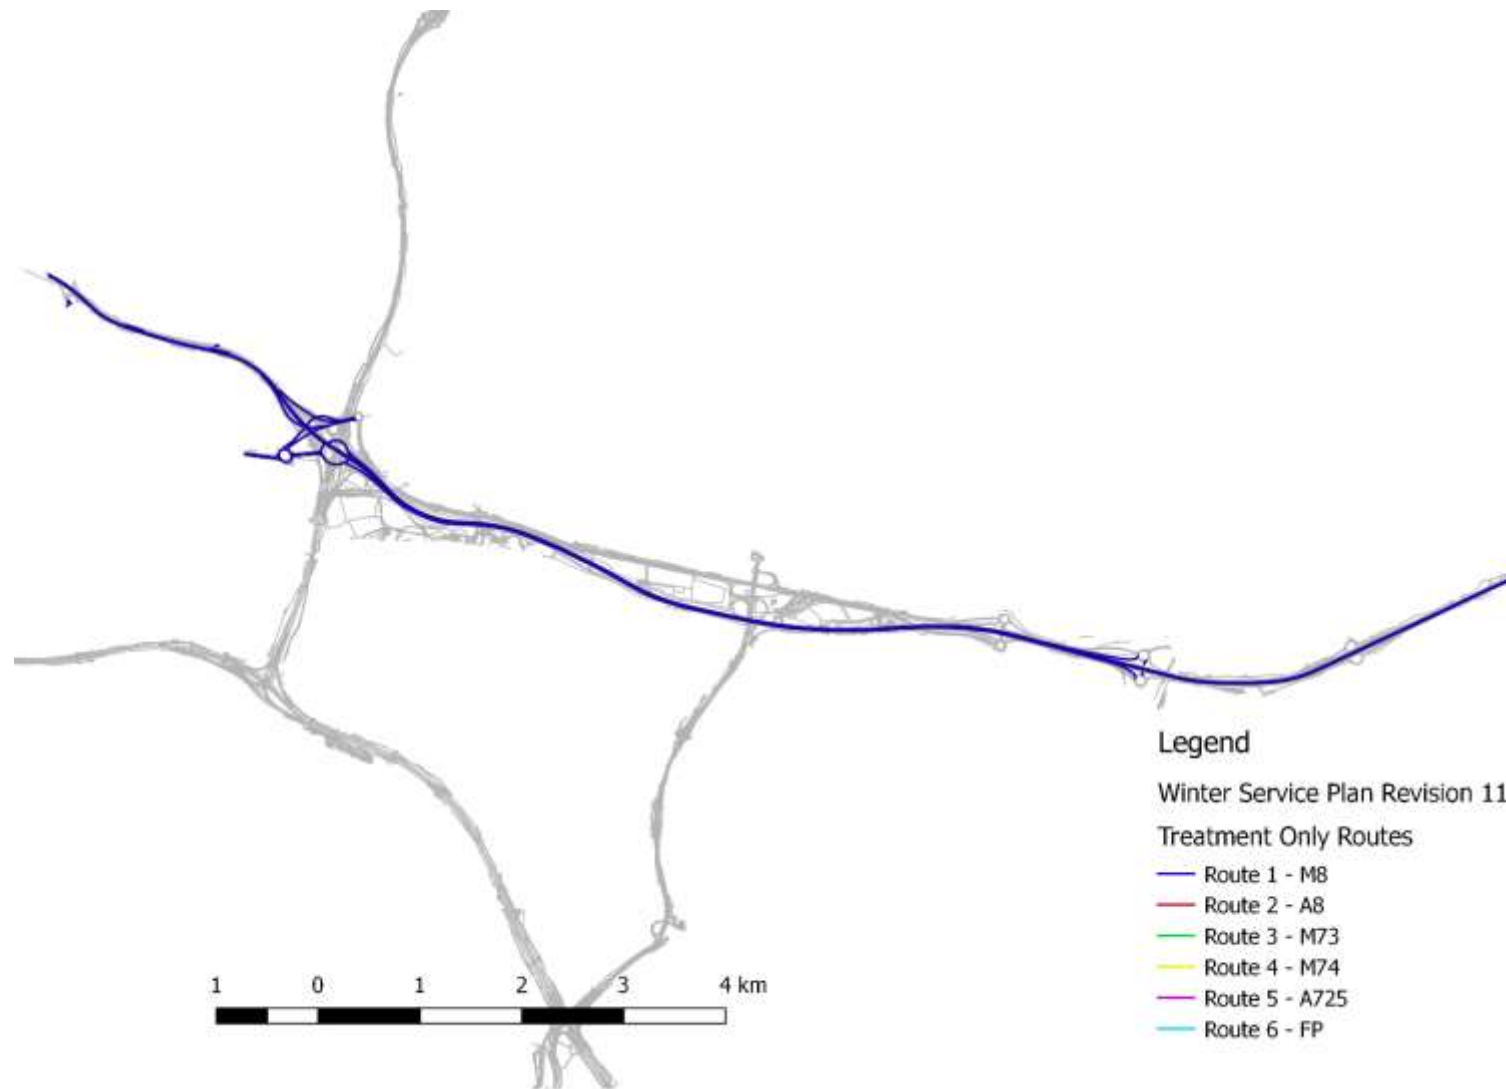 Legend
Winter Service Plan Revision 11
Treatment Only Routes
Route 1 - M8
Route 2 - A8
Route 3 - M73
Route 4 - M74
Route 5 - A725
Route 6 - FP
1 0 1 2 3 4 km